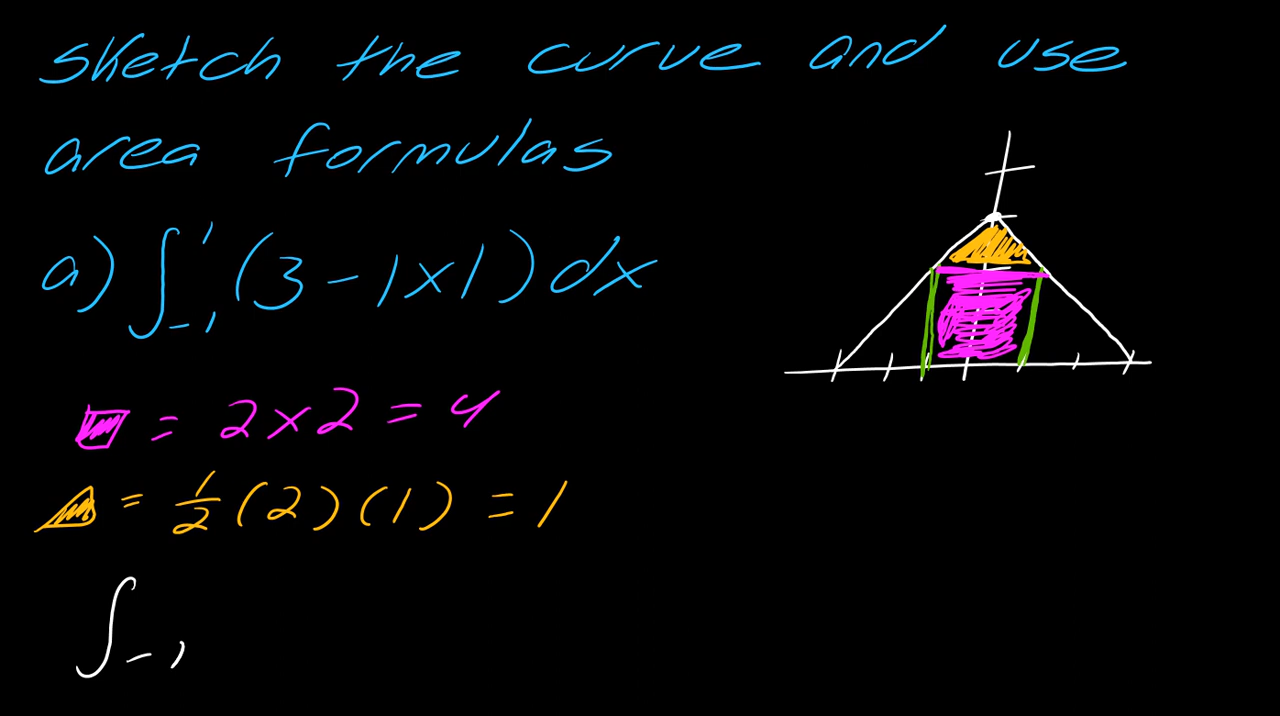 sketch the curve and use
area formulas
a) ∫₋₁¹ (3 - |x|) dx
= 2 x 2 = 4
= 1/2 (2) (1) = 1
∫₋₁